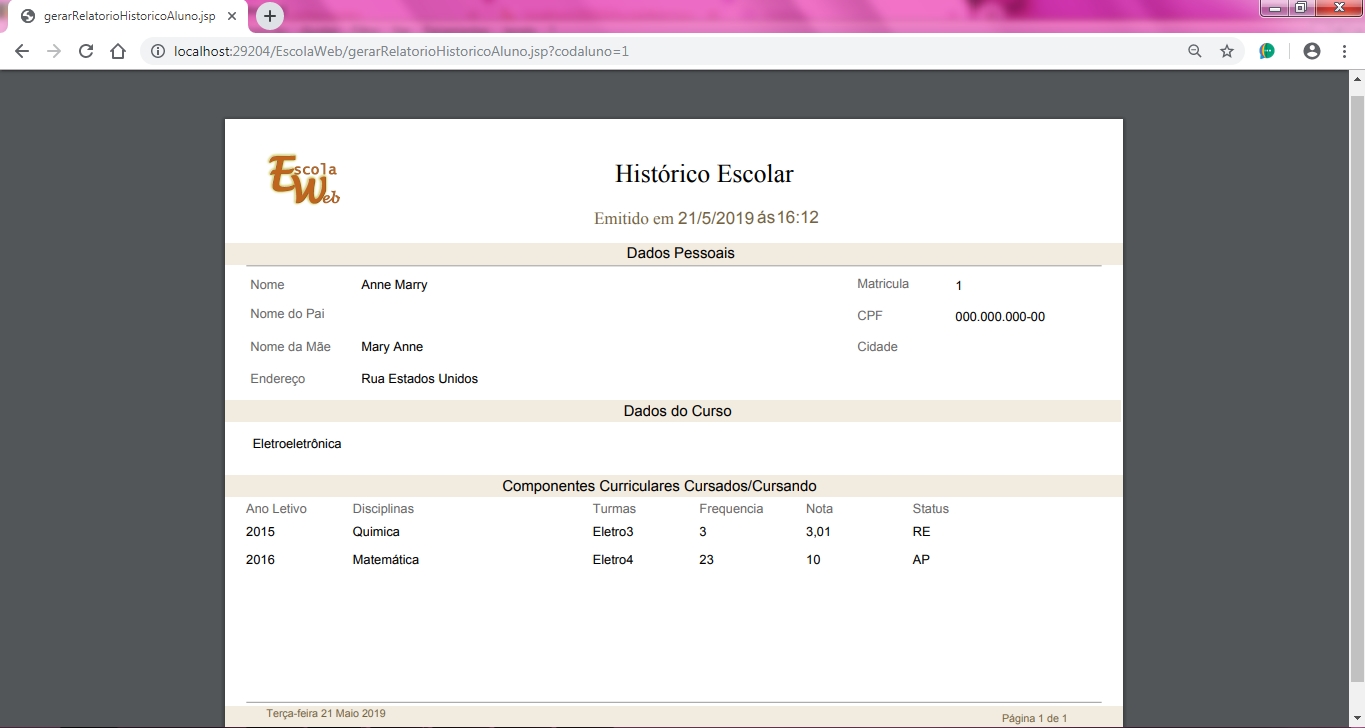 gerarRelatorioHistoricoAluno.jsp
localhost:29204/EscolaWeb/gerarRelatorioHistoricoAluno.jsp?codaluno=1
Escola
Web
Histórico Escolar
Emitido em 21/5/2019 ás 16:12
Dados Pessoais
Nome Anne Marry Matricula 1
Nome do Pai CPF 000.000.000-00
Nome da Mãe Mary Anne Cidade
Endereço Rua Estados Unidos
Dados do Curso
Eletroeletrônica
Componentes Curriculares Cursados/Cursando
Ano Letivo Disciplinas Turmas Frequencia Nota Status
2015 Quimica Eletro3 3 3,01 RE
2016 Matemática Eletro4 23 10 AP
Terça-feira 21 Maio 2019
Página 1 de 1